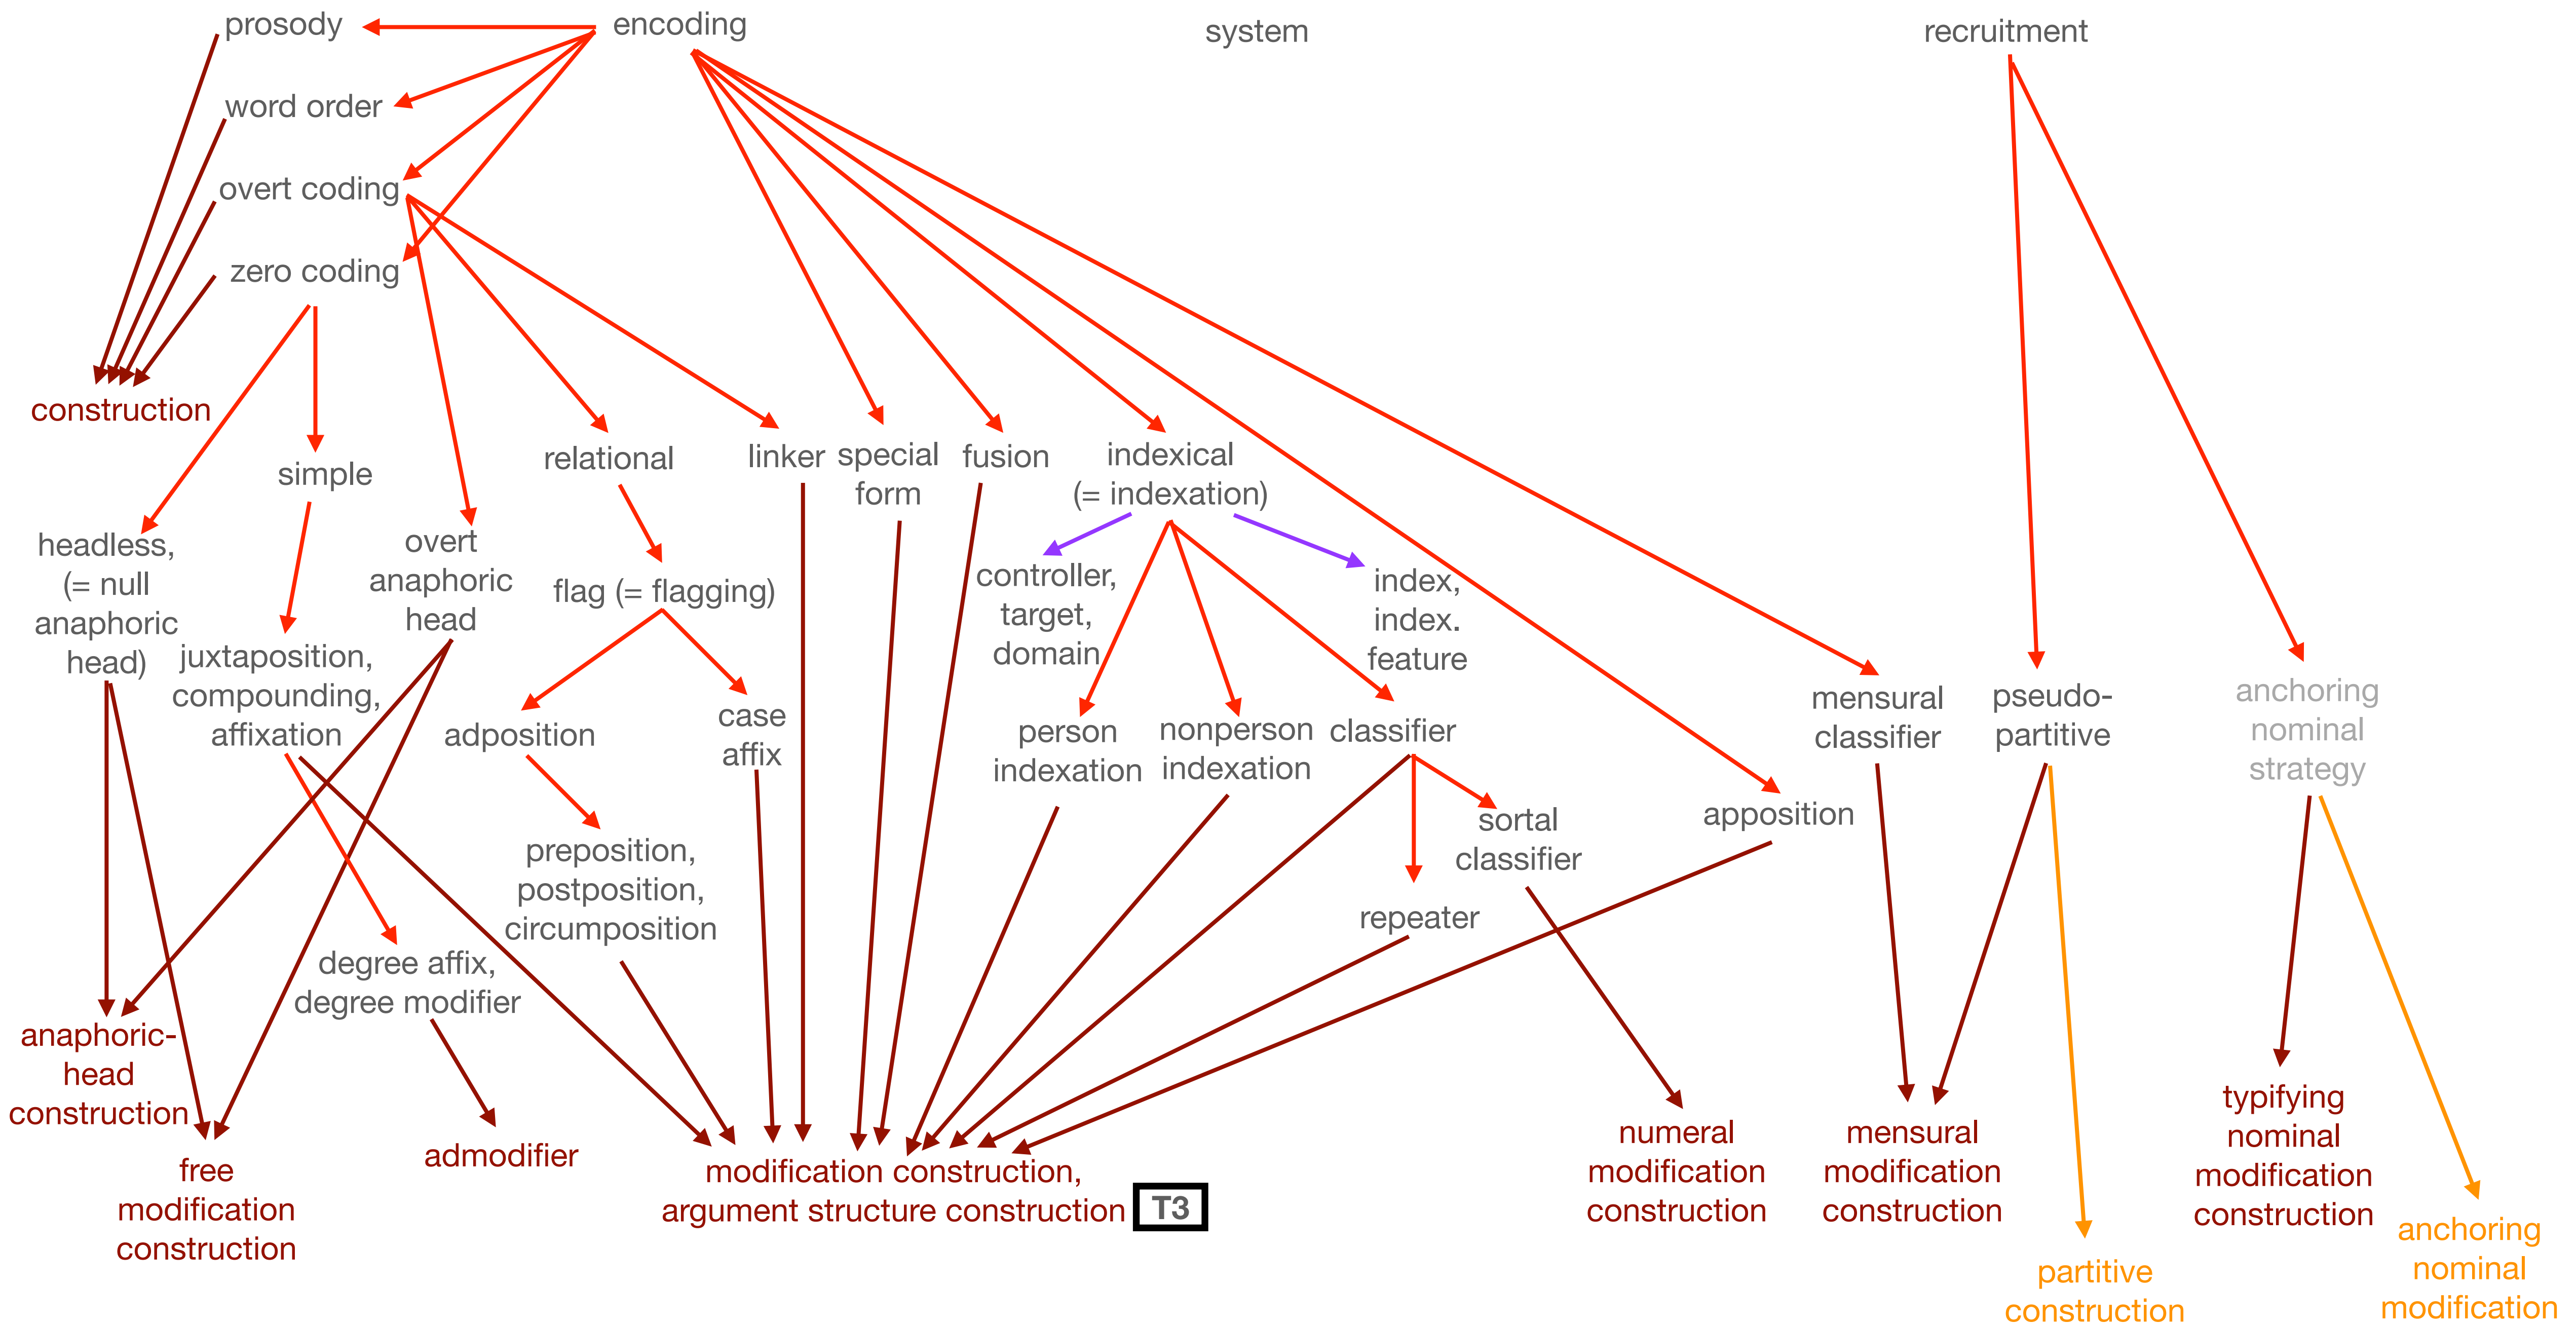 prosody
encoding
system
recruitment
word order
overt coding
zero coding
construction
simple
relational
linker
special
form
fusion
indexical
(= indexation)
headless,
(= null
anaphoric
head)
overt
anaphoric
head
flag (= flagging)
controller,
target,
domain
index,
index.
feature
juxtaposition,
compounding,
affixation
adposition
case
affix
person
indexation
nonperson
indexation
classifier
mensural
classifier
pseudo-
partitive
anchoring
nominal
strategy
apposition
sortal
classifier
preposition,
postposition,
circumposition
repeater
degree affix,
degree modifier
anaphoric-
head
construction
free
modification
construction
admodifier
modification construction,
argument structure construction
T3
numeral
modification
construction
mensural
modification
construction
typifying
nominal
modification
construction
partitive
construction
anchoring
nominal
modification